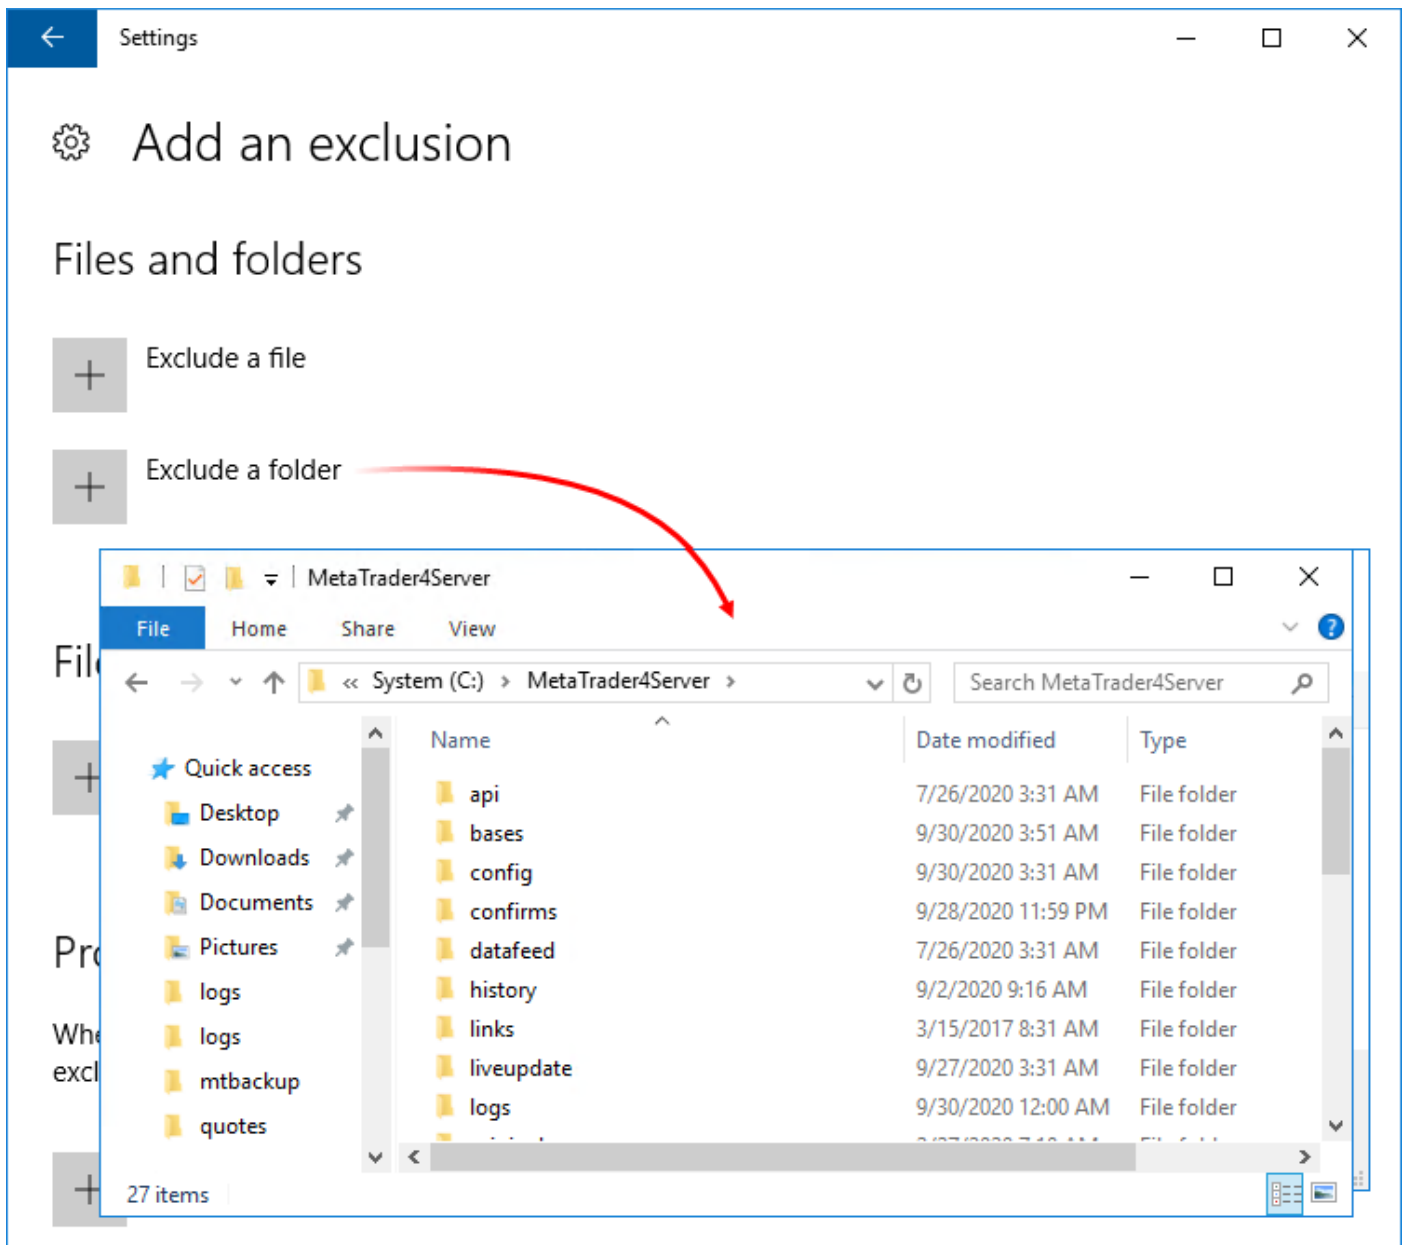 Settings
Add an exclusion
Files and folders
Exclude a file
Exclude a folder
MetaTrader4Server
File Home Share View
« System (C:) > MetaTrader4Server >
Search MetaTrader4Server
Name Date modified Type
Quick access
Desktop
Downloads
Documents
Pictures
logs
logs
mtbackup
quotes
api 7/26/2020 3:31 AM File folder
bases 9/30/2020 3:51 AM File folder
config 9/30/2020 3:31 AM File folder
confirms 9/28/2020 11:59 PM File folder
datafeed 7/26/2020 3:31 AM File folder
history 9/2/2020 9:16 AM File folder
links 3/15/2017 8:31 AM File folder
liveupdate 9/27/2020 3:31 AM File folder
logs 9/30/2020 12:00 AM File folder
27 items